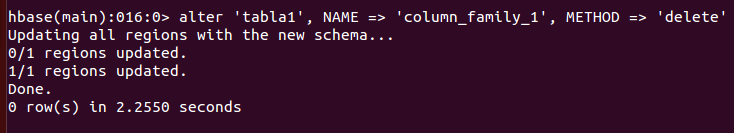 hbase(main):016:0> alter 'tabla1', NAME => 'column_family_1', METHOD => 'delete'
Updating all regions with the new schema...
0/1 regions updated.
1/1 regions updated.
Done.
0 row(s) in 2.2550 seconds